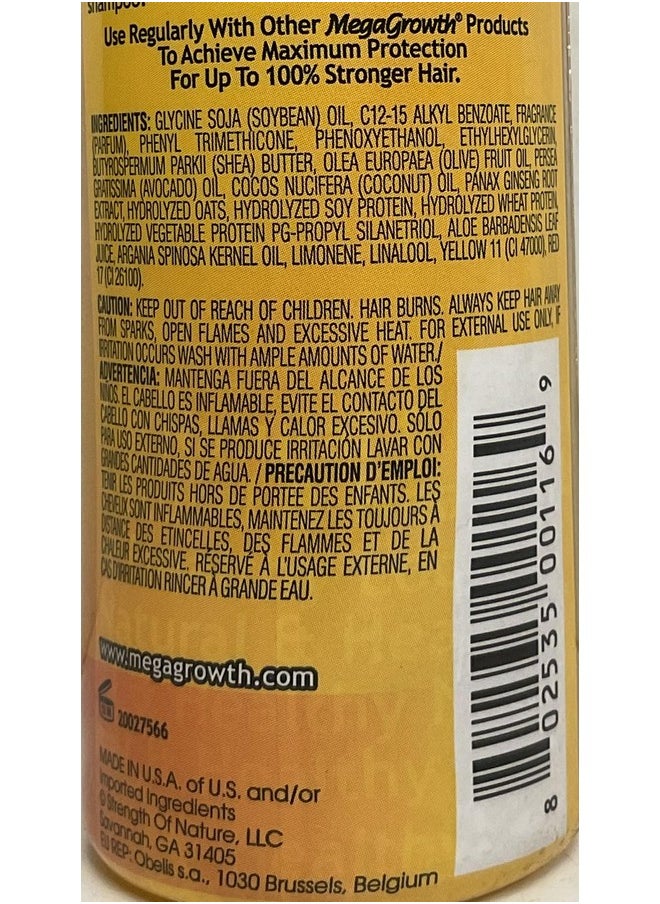 shampoo.
Use Regularly With Other MegaGrowth® Products
To Achieve Maximum Protection
For Up To 100% Stronger Hair.
INGREDIENTS: GLYCINE SOJA (SOYBEAN) OIL, C12-15 ALKYL BENZOATE, FRAGRANCE
(PARFUM), PHENYL TRIMETHICONE, PHENOXYETHANOL, ETHYLHEXYLGLYCERIN,
BUTYROSPERMUM PARKII (SHEA) BUTTER, OLEA EUROPAEA (OLIVE) FRUIT OIL, PERSEA
GRATISSIMA (AVOCADO) OIL, COCOS NUCIFERA (COCONUT) OIL, PANAX GINSENG ROOT
EXTRACT, HYDROLYZED OATS, HYDROLYZED SOY PROTEIN, HYDROLYZED WHEAT PROTEIN,
HYDROLYZED VEGETABLE PROTEIN PG-PROPYL SILANETRIOL, ALOE BARBADENSIS LEAF
JUICE, ARGANIA SPINOSA KERNEL OIL, LIMONENE, LINALOOL, YELLOW 11 (CI 47000), RED
17 (CI 26100).
CAUTION: KEEP OUT OF REACH OF CHILDREN. HAIR BURNS. ALWAYS KEEP HAIR AWAY
FROM SPARKS, OPEN FLAMES AND EXCESSIVE HEAT. FOR EXTERNAL USE ONLY, IF
IRRITATION OCCURS WASH WITH AMPLE AMOUNTS OF WATER./
ADVERTENCIA: MANTENGA FUERA DEL ALCANCE DE LOS
NIÑOS. EL CABELLO ES INFLAMABLE, EVITE EL CONTACTO DEL
CABELLO CON CHISPAS, LLAMAS Y CALOR EXCESIVO. SÓLO
PARA USO EXTERNO, SI SE PRODUCE IRRITACIÓN LAVAR CON
GRANDES CANTIDADES DE AGUA. / PRECAUTION D'EMPLOI:
TENIR LES PRODUITS HORS DE PORTEE DES ENFANTS. LES
CHEVEUX SONT INFLAMMABLES, MAINTENEZ LES TOUJOURS À
DISTANCE DES ETINCELLES, DES FLAMMES ET DE LA
CHALEUR EXCESSIVE. RÉSERVÉ À L'USAGE EXTERNE, EN
CAS D'IRRITATION RINCER À GRANDE EAU.
8 02535 00116 9
www.megagrowth.com
20027566
MADE IN U.S.A. of U.S. and/or
Imported Ingredients
©Strength Of Nature, LLC
Savannah, GA 31405
EU REP: Obelis s.a., 1030 Brussels, Belgium